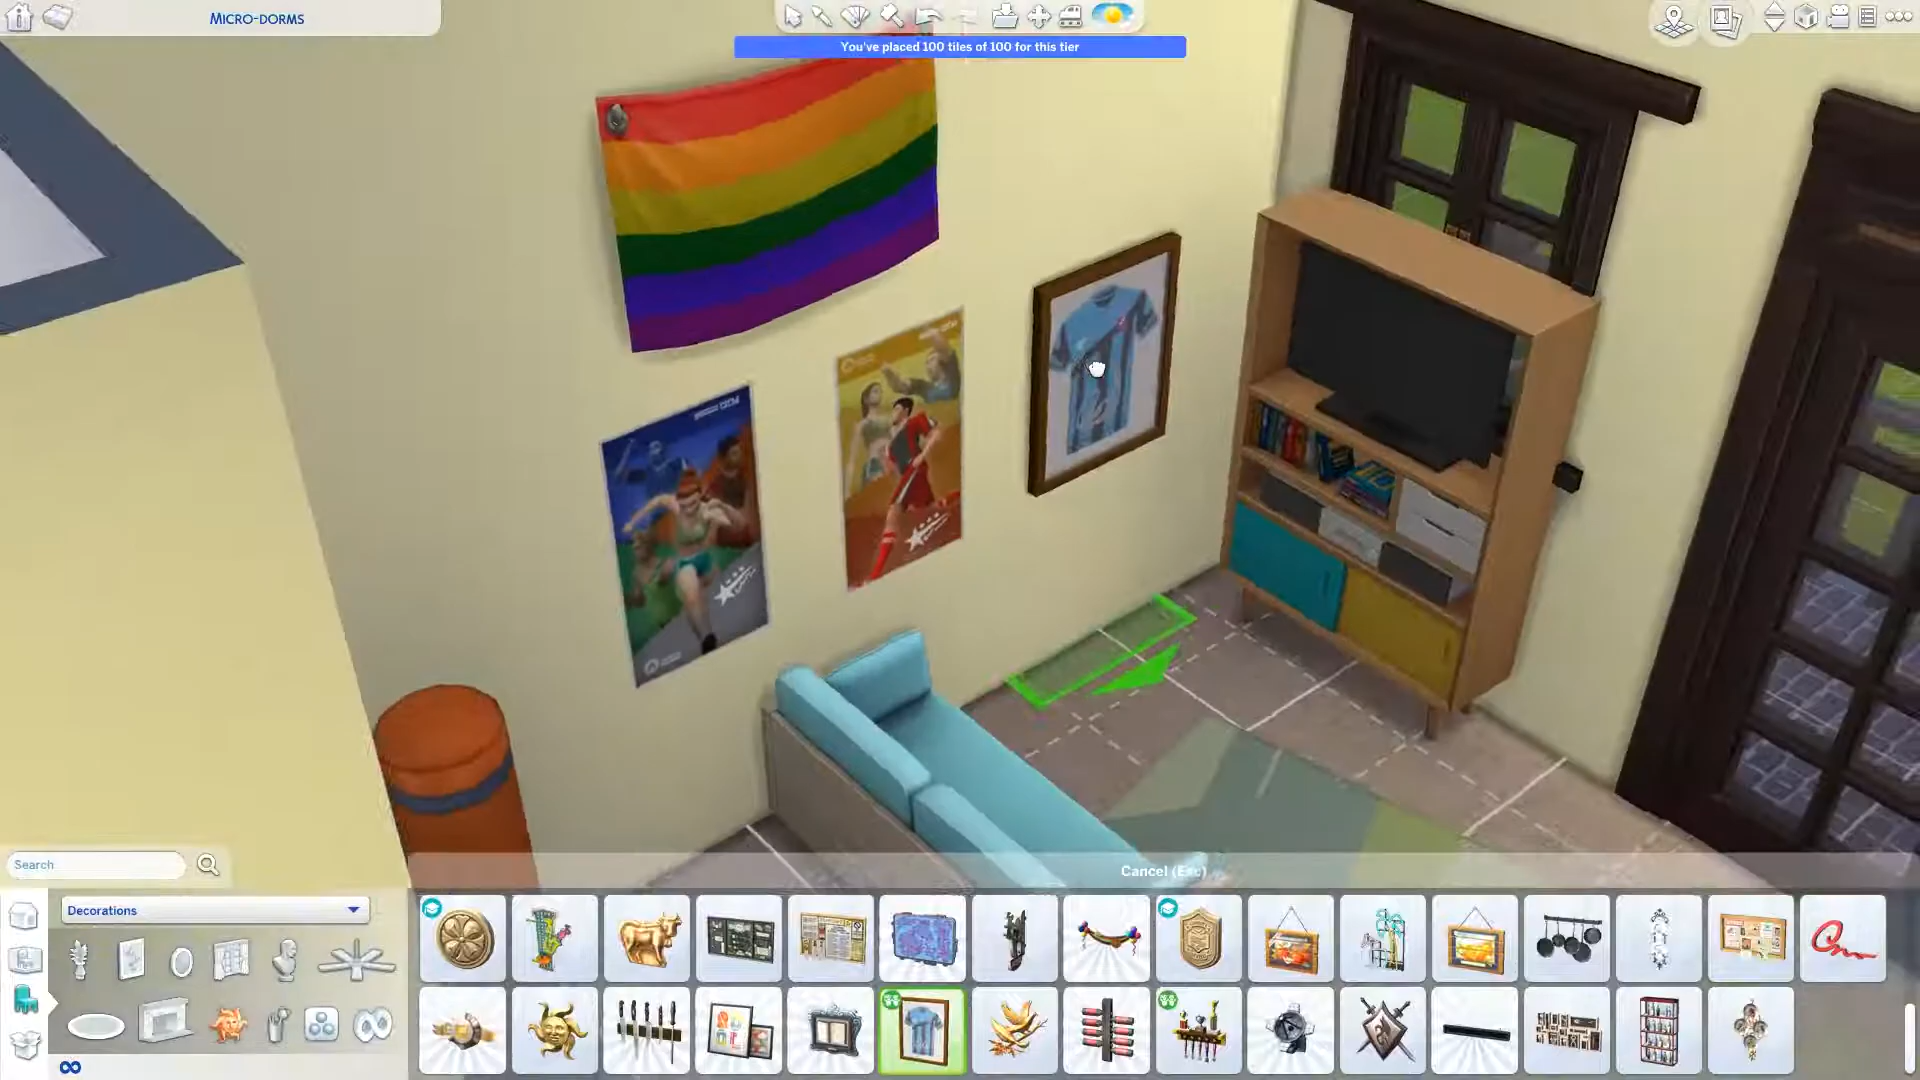 Micro-dorms
You've placed 100 tiles of 100 for this tier
Cancel (Esc)
Search
Decorations